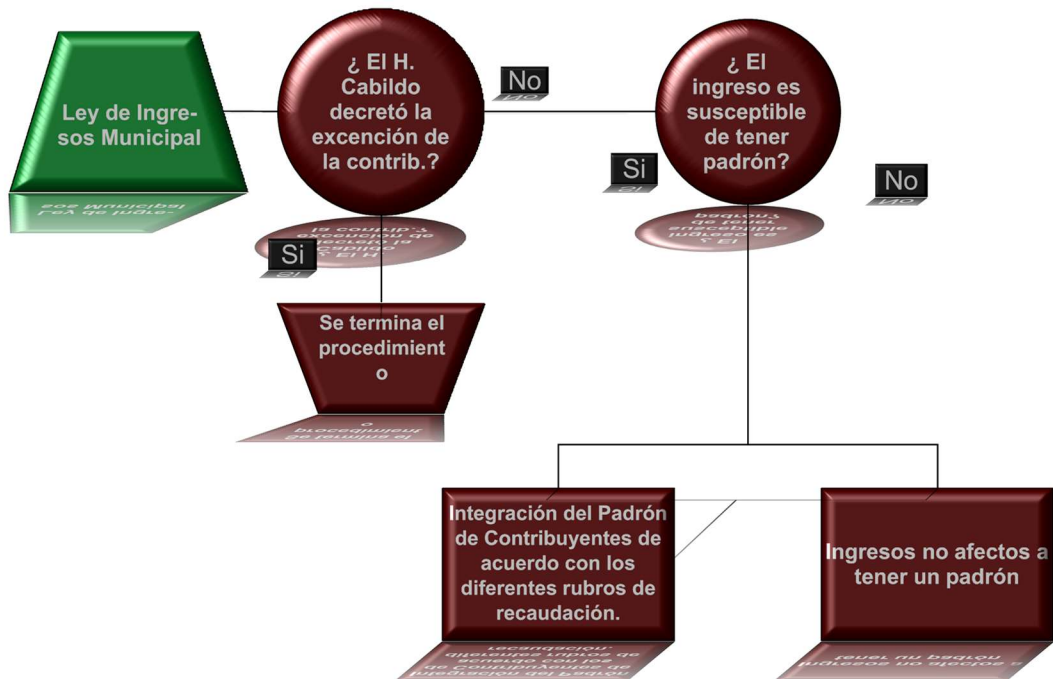 Ley de Ingre-
sos Municipal
¿ El H.
Cabildo
decretó la
excención de
la contrib.?
No
¿ El
ingreso es
susceptible
de tener
padrón?
Si
No
Si
Se termina el
procedimient
o
Integración del Padrón
de Contribuyentes de
acuerdo con los
diferentes rubros de
recaudación.
Ingresos no afectos a
tener un padrón